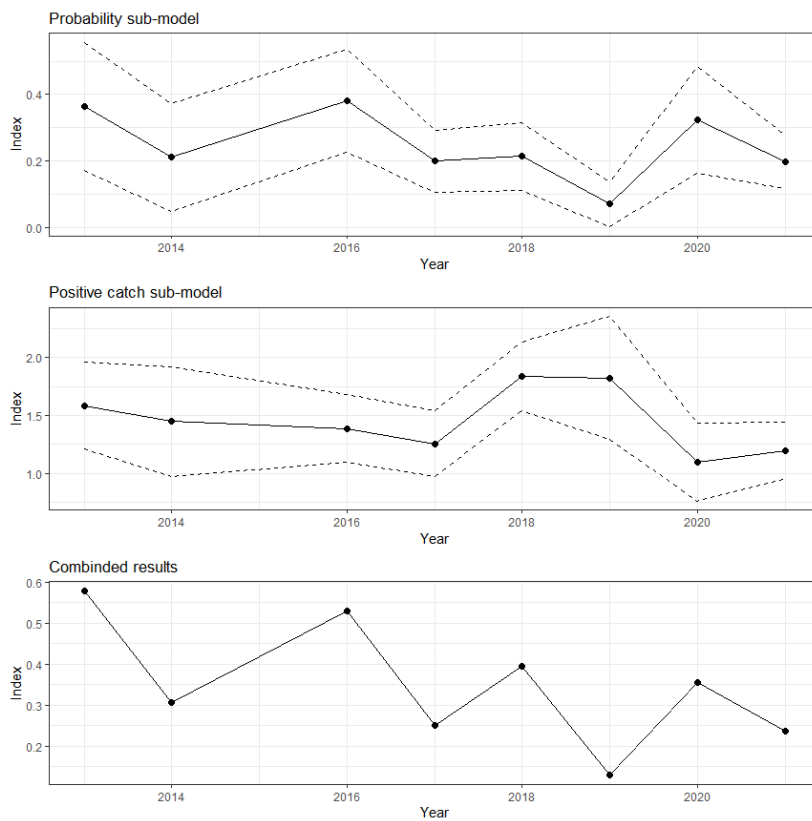 Probability sub-model
Index
0.4
0.2
0.0
2014 2016 2018 2020
Year
Positive catch sub-model
Index
2.0
1.5
1.0
2014 2016 2018 2020
Year
Combinded results
Index
0.6
0.5
0.4
0.3
0.2
2014 2016 2018 2020
Year